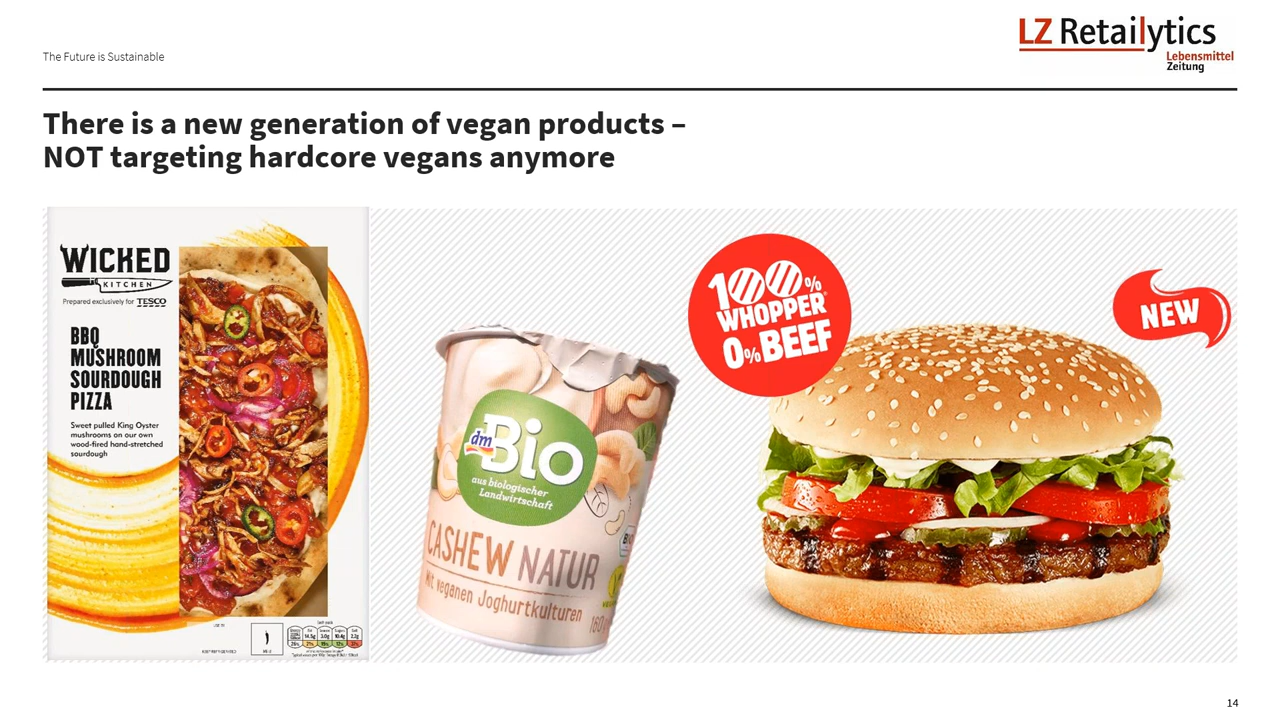 The Future is Sustainable
LZ Retailytics
Lebensmittel
Zeitung
There is a new generation of vegan products –
NOT targeting hardcore vegans anymore
WICKED
KITCHEN
Prepared exclusively for TESCO
BBQ
MUSHROOM
SOURDOUGH
PIZZA
Sweet pulled King Oyster
mushrooms on our own
wood-fired hand-stretched
sourdough
dm
Bio
aus biologischer
Landwirtschaft
CASHEW NATUR
Mit veganen Joghurtkulturen
100%
WHOPPER
0% BEEF
NEW
14